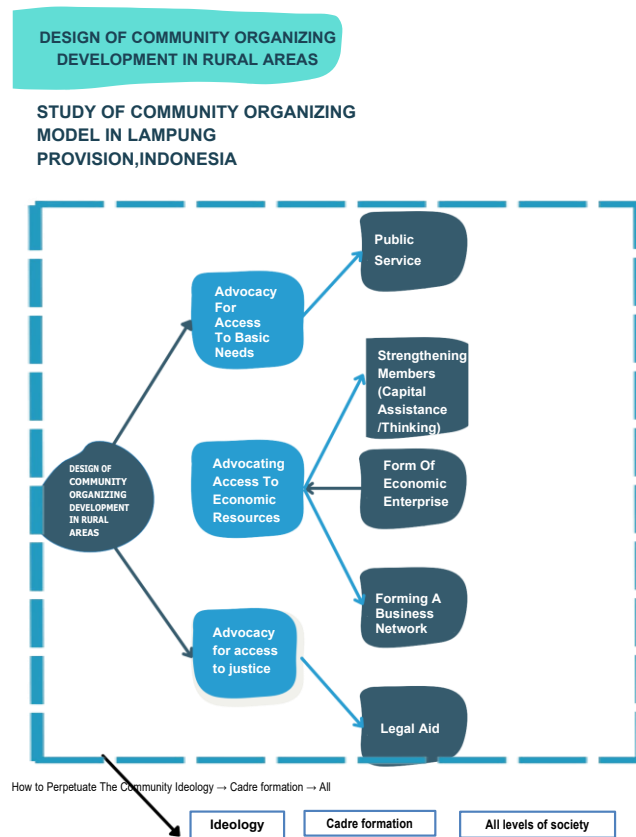 DESIGN OF COMMUNITY ORGANIZING
DEVELOPMENT IN RURAL AREAS
STUDY OF COMMUNITY ORGANIZING
MODEL IN LAMPUNG
PROVISION,INDONESIA
Public
Service
Advocacy
For
Access
To Basic
Needs
Strengthening
Members
(Capital
Assistance
/Thinking)
DESIGN OF
COMMUNITY
ORGANIZING
DEVELOPMENT
IN RURAL
AREAS
Advocating
Access To
Economic
Resources
Form Of
Economic
Enterprise
Forming A
Business
Network
Advocacy
for access
to justice
Legal Aid
How to Perpetuate The Community Ideology → Cadre formation → All
Ideology
Cadre formation
All levels of society